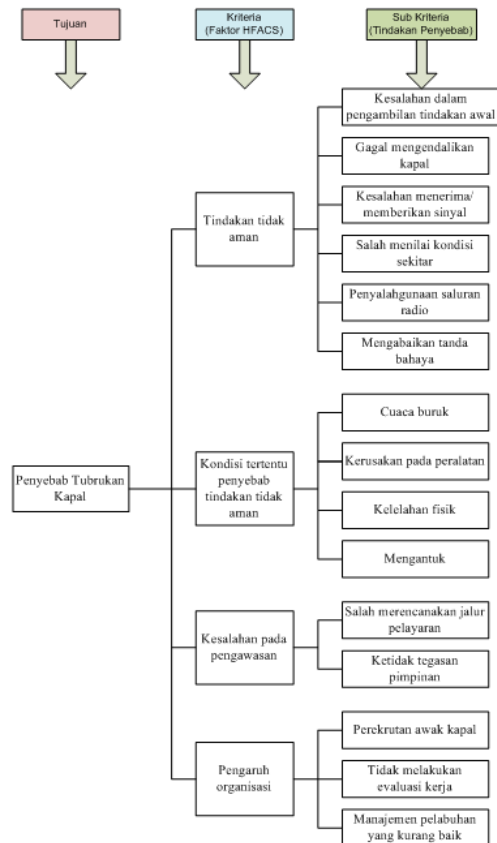 Tujuan
Kriteria
(Faktor HFACS)
Sub Kriteria
(Tindakan Penyebab)
Kesalahan dalam
pengambilan tindakan awal
Gagal mengendalikan
kapal
Kesalahan menerima/
memberikan sinyal
Tindakan tidak
aman
Salah menilai kondisi
sekitar
Penyalahgunaan saluran
radio
Mengabaikan tanda
bahaya
Cuaca buruk
Kerusakan pada peralatan
Penyebab Tubrukan
Kapal
Kondisi tertentu
penyebab
tindakan tidak
aman
Kelelahan fisik
Mengantuk
Salah merencanakan jalur
pelayaran
Kesalahan pada
pengawasan
Ketidak tegasan
pimpinan
Perekrutan awak kapal
Pengaruh
organisasi
Tidak melakukan
evaluasi kerja
Manajemen pelabuhan
yang kurang baik